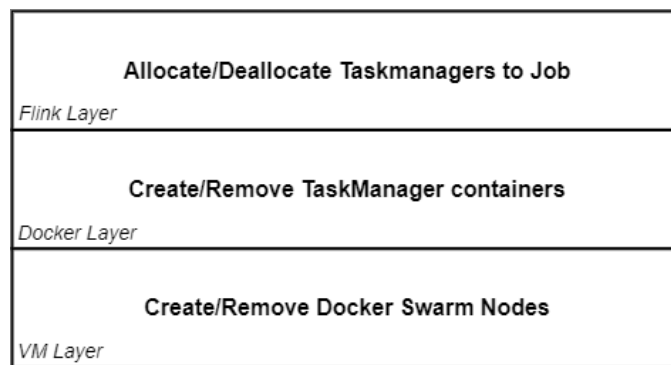 Allocate/Deallocate Taskmanagers to Job
Flink Layer
Create/Remove TaskManager containers
Docker Layer
Create/Remove Docker Swarm Nodes
VM Layer